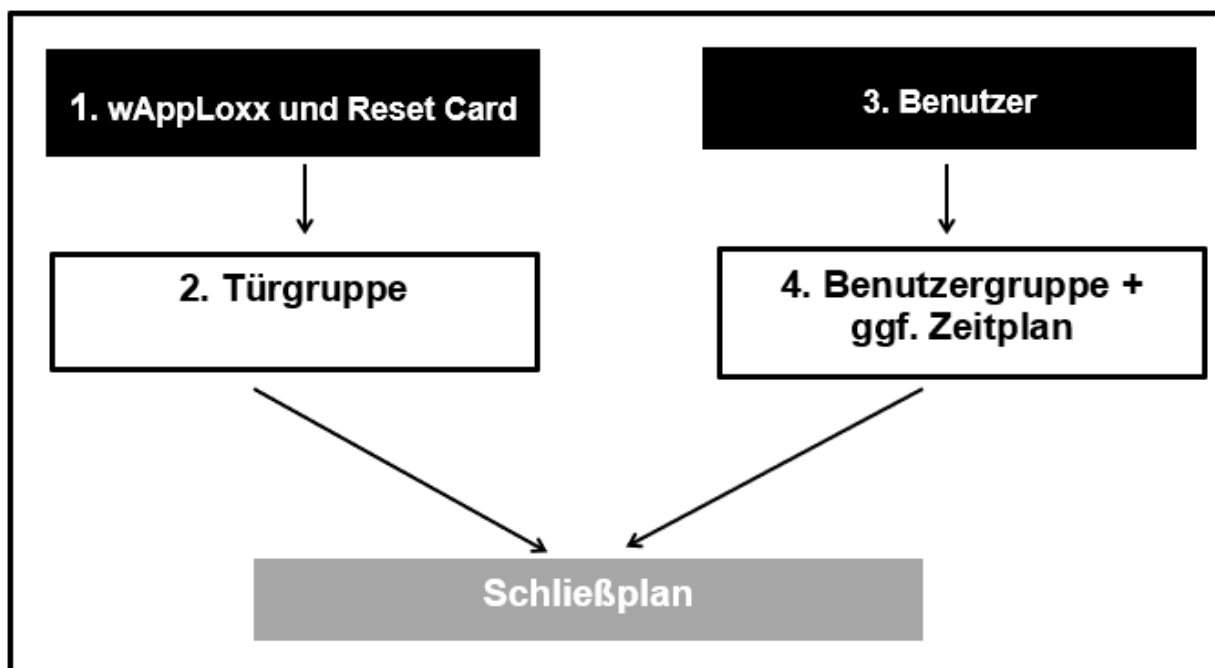 1. wAppLoxx und Reset Card
3. Benutzer
2. Türgruppe
4. Benutzergruppe +
ggf. Zeitplan
Schließplan